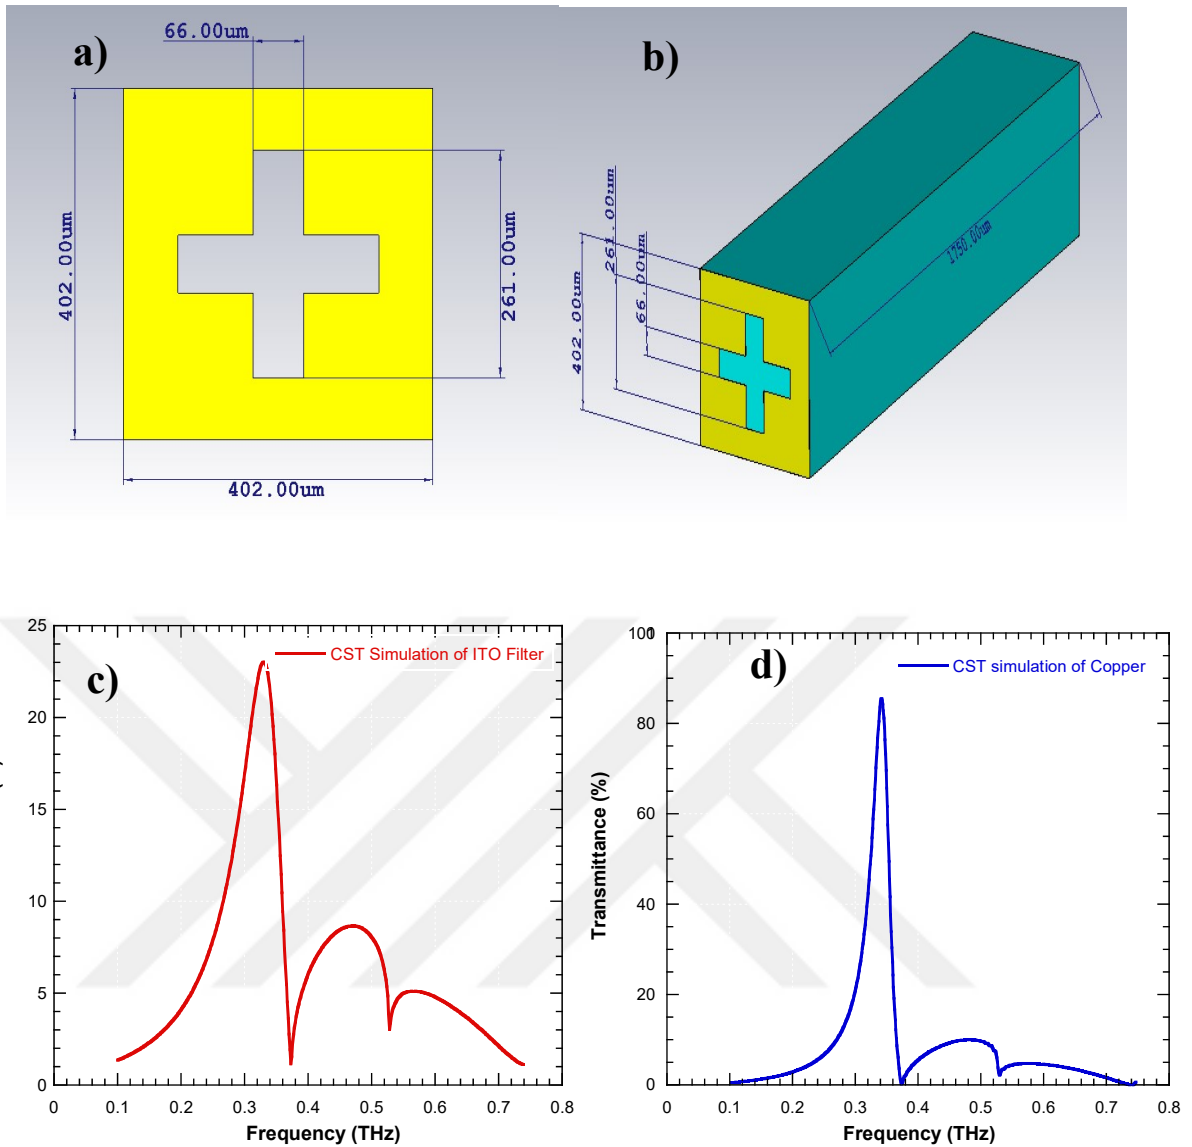 a)
66.00um
402.00um
261.00um
402.00um
b)
402.00um
261.00um
66.00um
1750.00um
c)
CST Simulation of ITO Filter
25
20
15
10
5
0
0
0.1
0.2
0.3
0.4
0.5
0.6
0.7
0.8
Frequency (THz)
d)
CST simulation of Copper
Transmittance (%)
100
80
60
40
20
0
0
0.1
0.2
0.3
0.4
0.5
0.6
0.7
0.8
Frequency (THz)